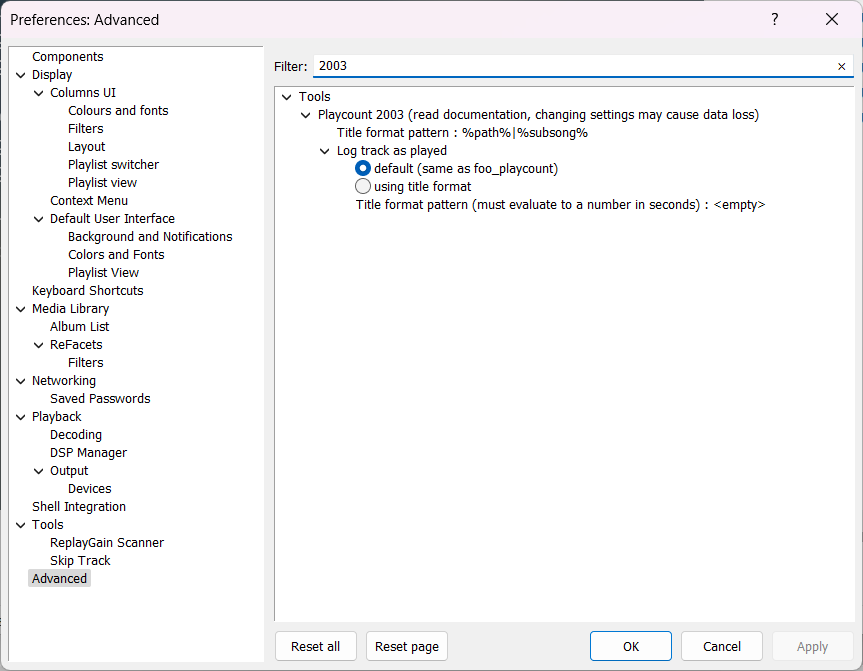 Preferences: Advanced
?
Components
Display
Columns UI
Colours and fonts
Filters
Layout
Playlist switcher
Playlist view
Context Menu
Default User Interface
Background and Notifications
Colors and Fonts
Playlist View
Keyboard Shortcuts
Media Library
Album List
ReFacets
Filters
Networking
Saved Passwords
Playback
Decoding
DSP Manager
Output
Devices
Shell Integration
Tools
ReplayGain Scanner
Skip Track
Advanced
Filter: 2003
Tools
Playcount 2003 (read documentation, changing settings may cause data loss)
Title format pattern : %path%|%subsong%
Log track as played
default (same as foo_playcount)
using title format
Title format pattern (must evaluate to a number in seconds) : <empty>
Reset all Reset page OK Cancel Apply